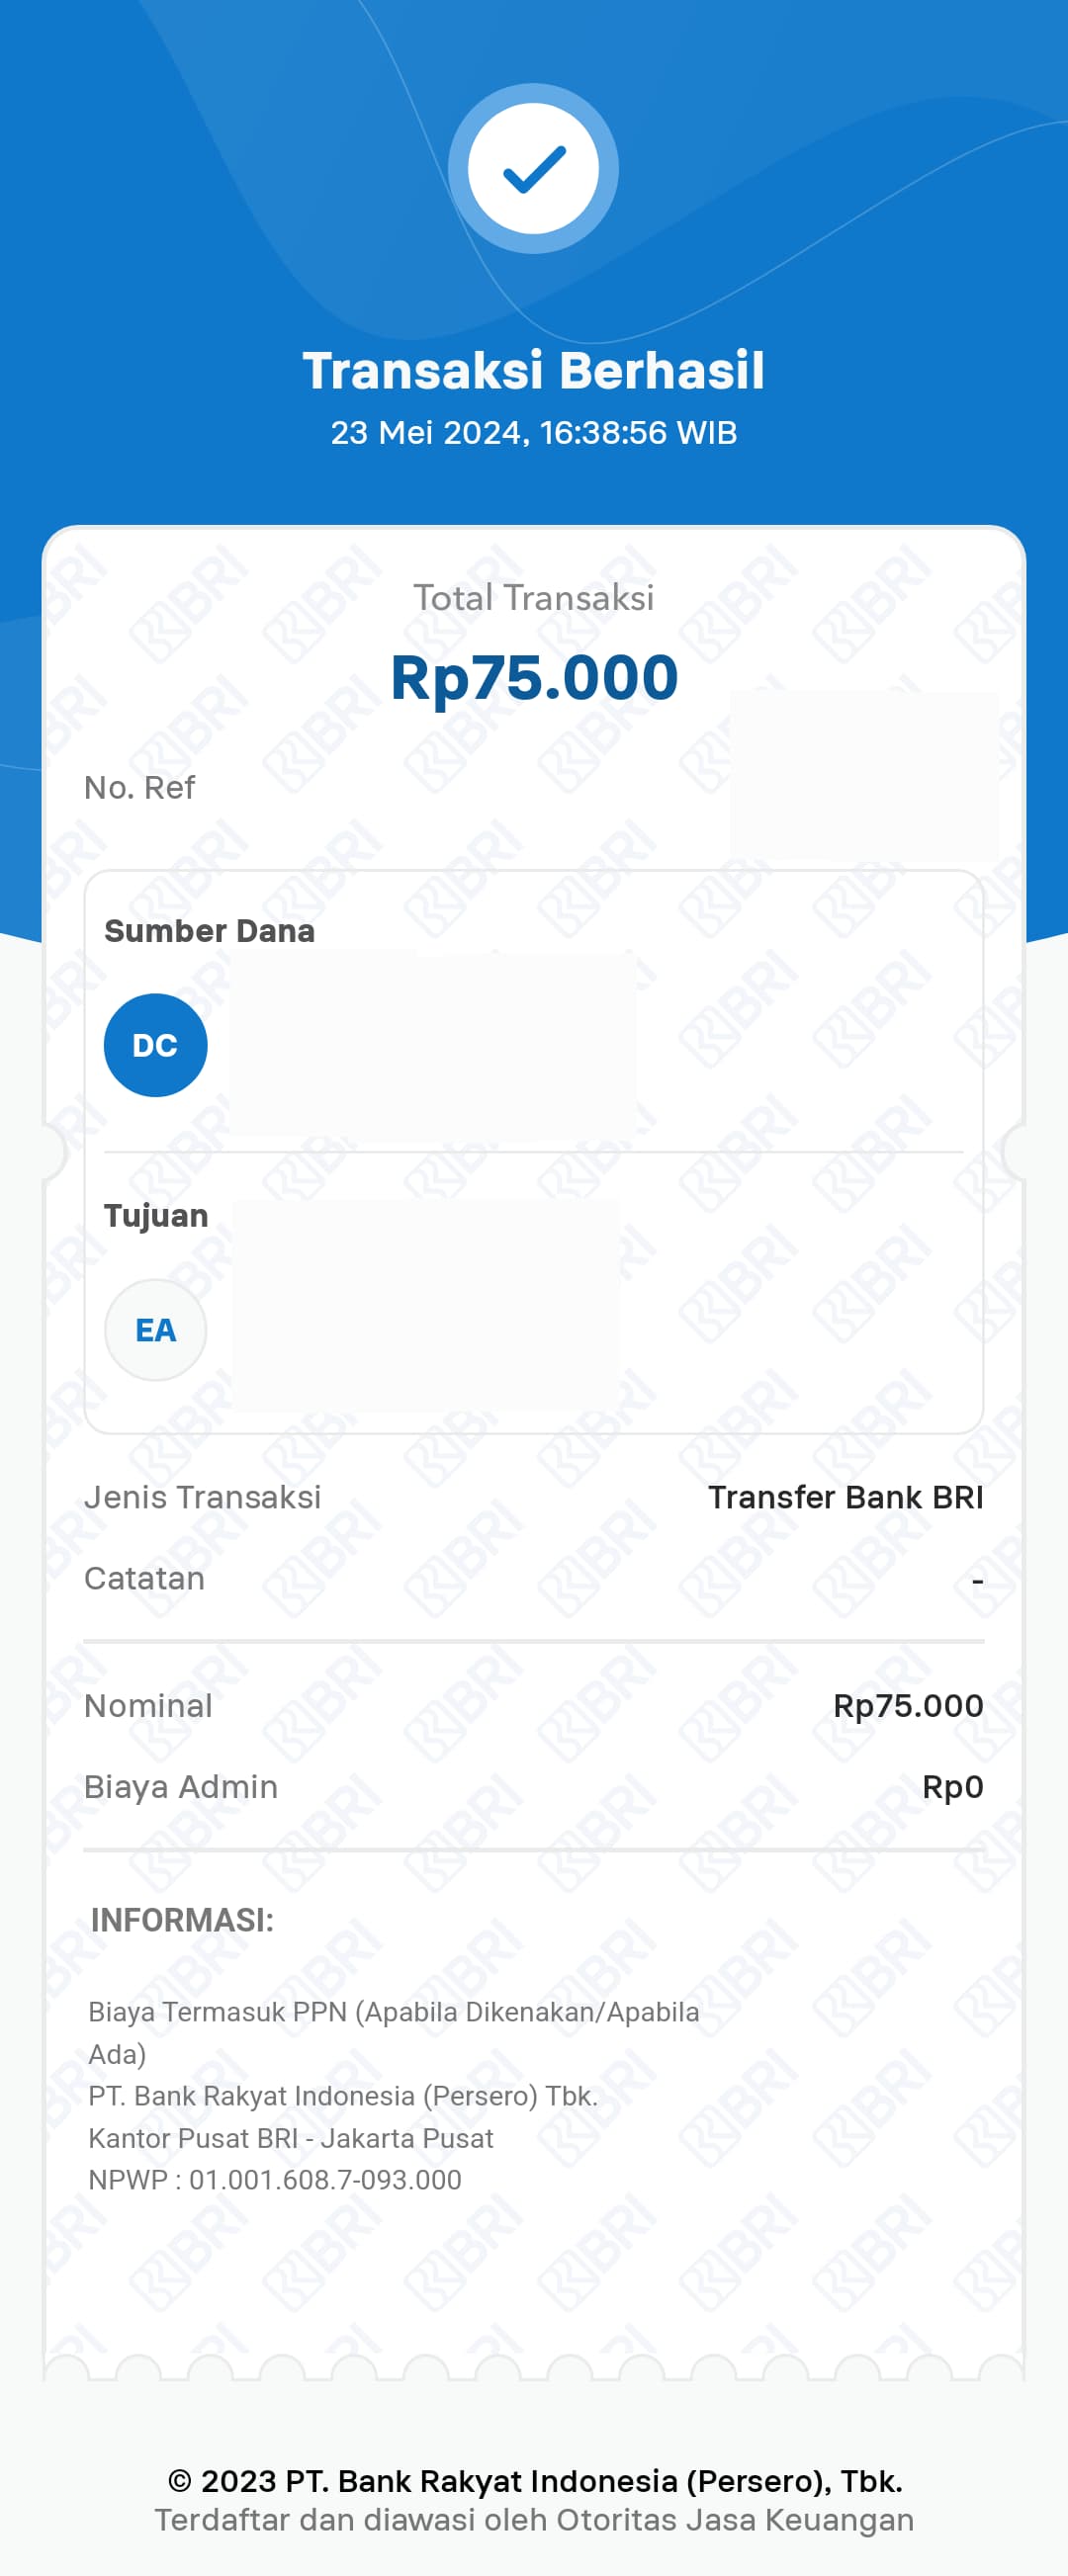 Transaksi Berhasil
23 Mei 2024, 16:38:56 WIB
Total Transaksi
Rp75.000
No. Ref
Sumber Dana
DC
Tujuan
EA
Jenis Transaksi Transfer Bank BRI
Catatan -
Nominal Rp75.000
Biaya Admin Rp0
INFORMASI:
Biaya Termasuk PPN (Apabila Dikenakan/Apabila
Ada)
PT. Bank Rakyat Indonesia (Persero) Tbk.
Kantor Pusat BRI - Jakarta Pusat
NPWP : 01.001.608.7-093.000
© 2023 PT. Bank Rakyat Indonesia (Persero), Tbk.
Terdaftar dan diawasi oleh Otoritas Jasa Keuangan